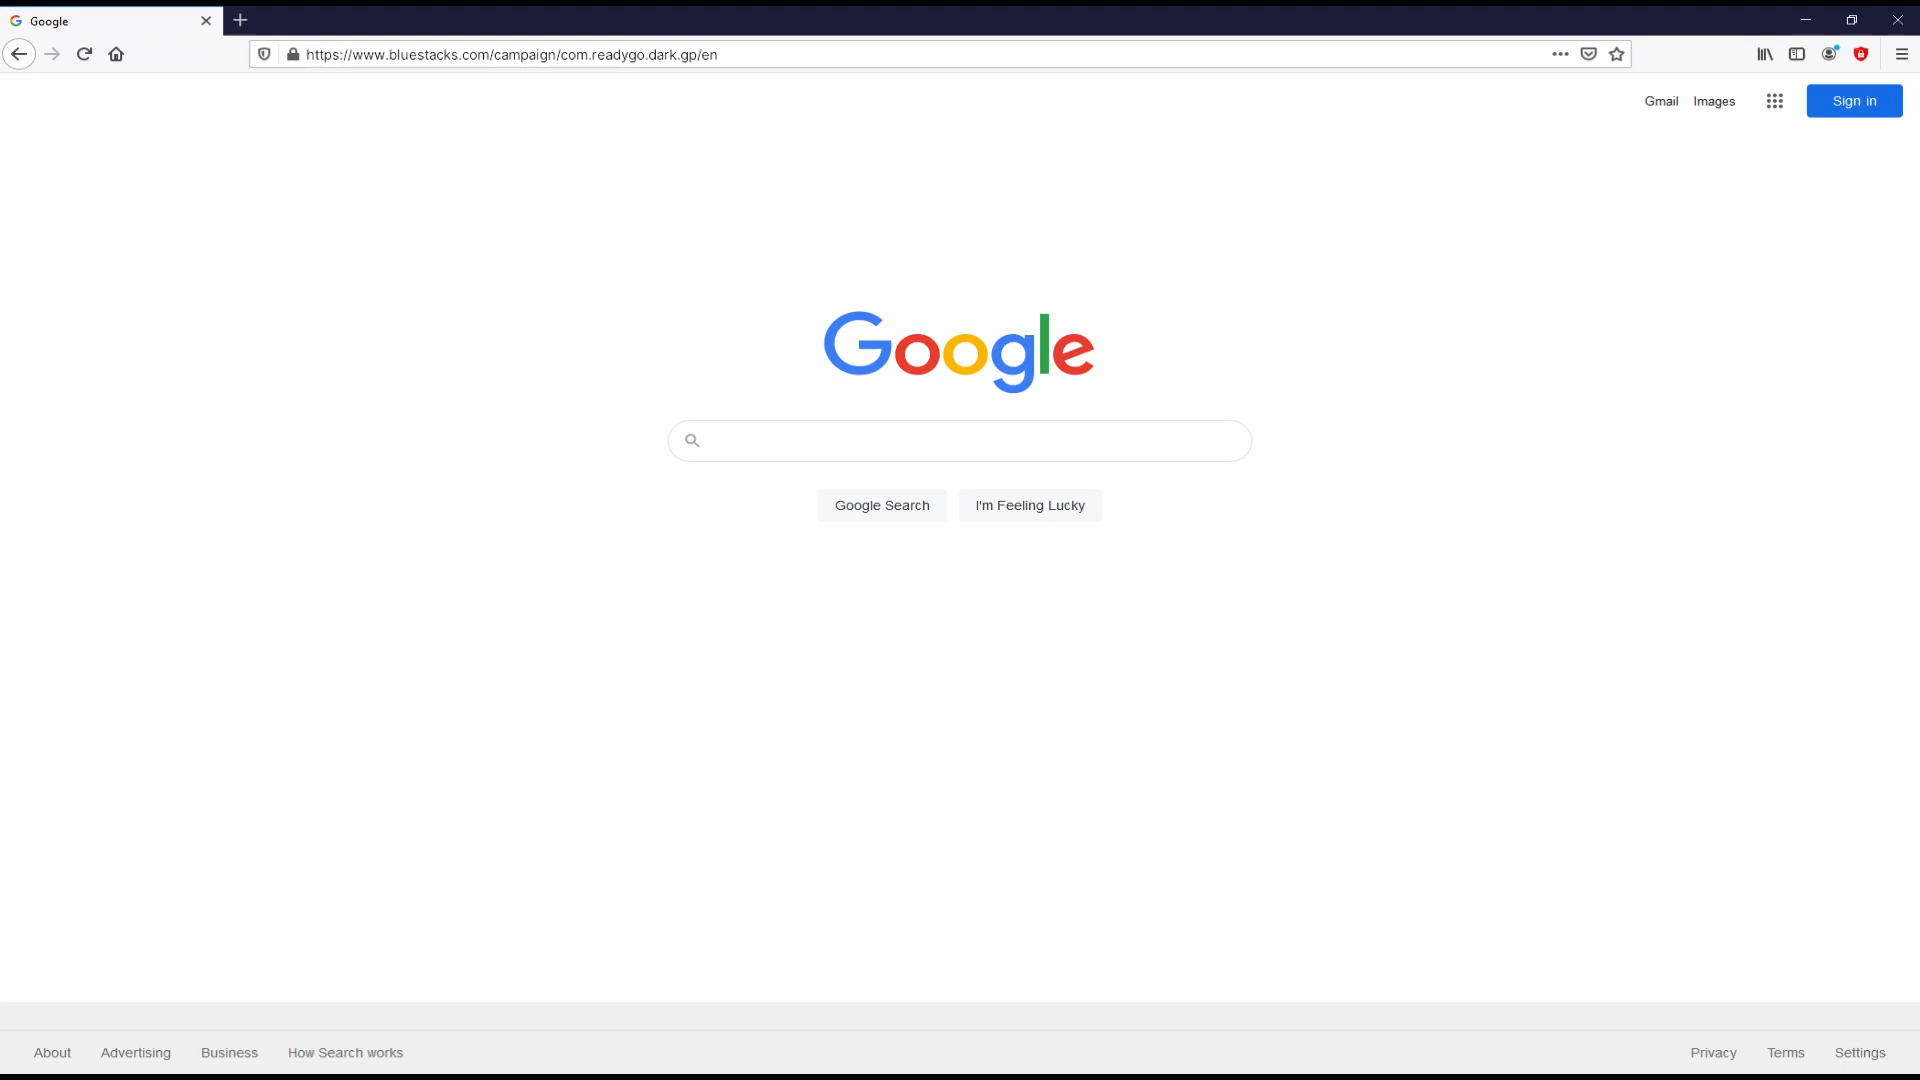 Google
https://www.bluestacks.com/campaign/com.readygo.dark.gp/en
Gmail Images Sign in
Google
Google Search I'm Feeling Lucky
About Advertising Business How Search works Privacy Terms Settings